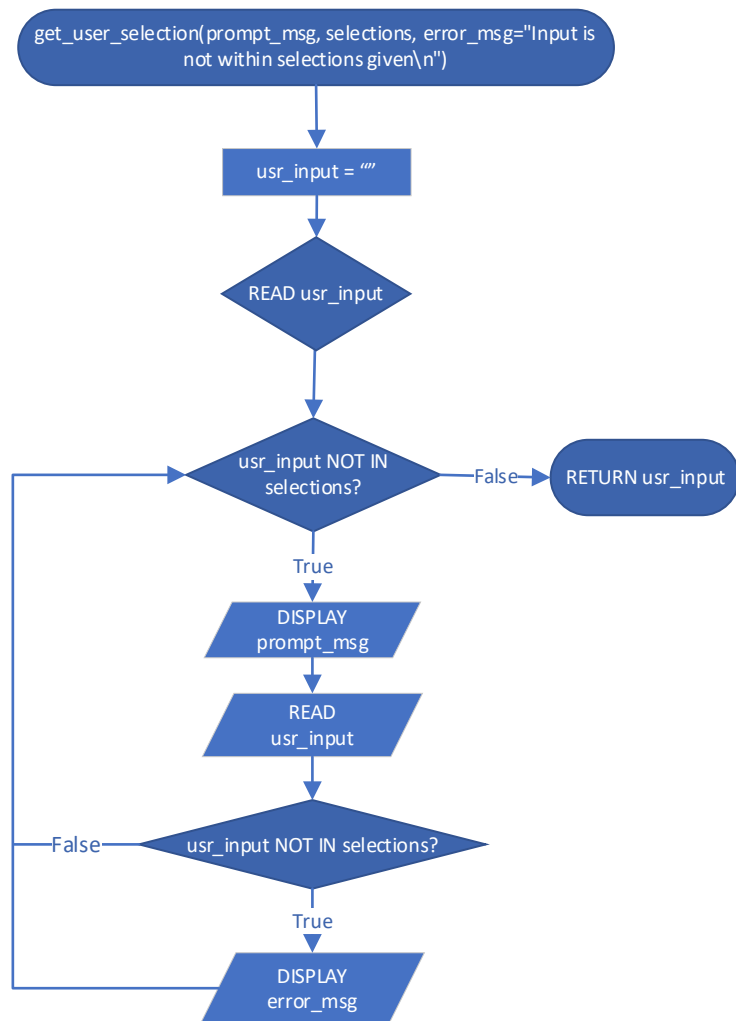 get_user_selection(prompt_msg, selections, error_msg="Input is
not within selections given\n")
usr_input = “”
READ usr_input
usr_input NOT IN
selections?
False
RETURN usr_input
True
DISPLAY
prompt_msg
READ
usr_input
usr_input NOT IN selections?
False
True
DISPLAY
error_msg